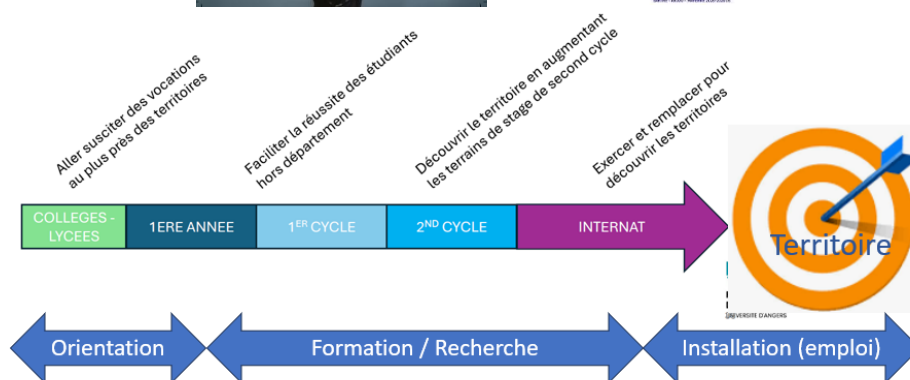 Aller susciter des vocations
au plus près des territoires
Faciliter la réussite des étudiants
hors département
Découvrir le territoire en augmentant
les terrains de stage de second cycle
Exercer et remplacer pour
découvrir les territoires
COLLEGES -
LYCEES
1ERE ANNEE
1ER CYCLE
2ND CYCLE
INTERNAT
Territoire
UNIVERSITE D'ANGERS
Orientation
Formation / Recherche
Installation (emploi)